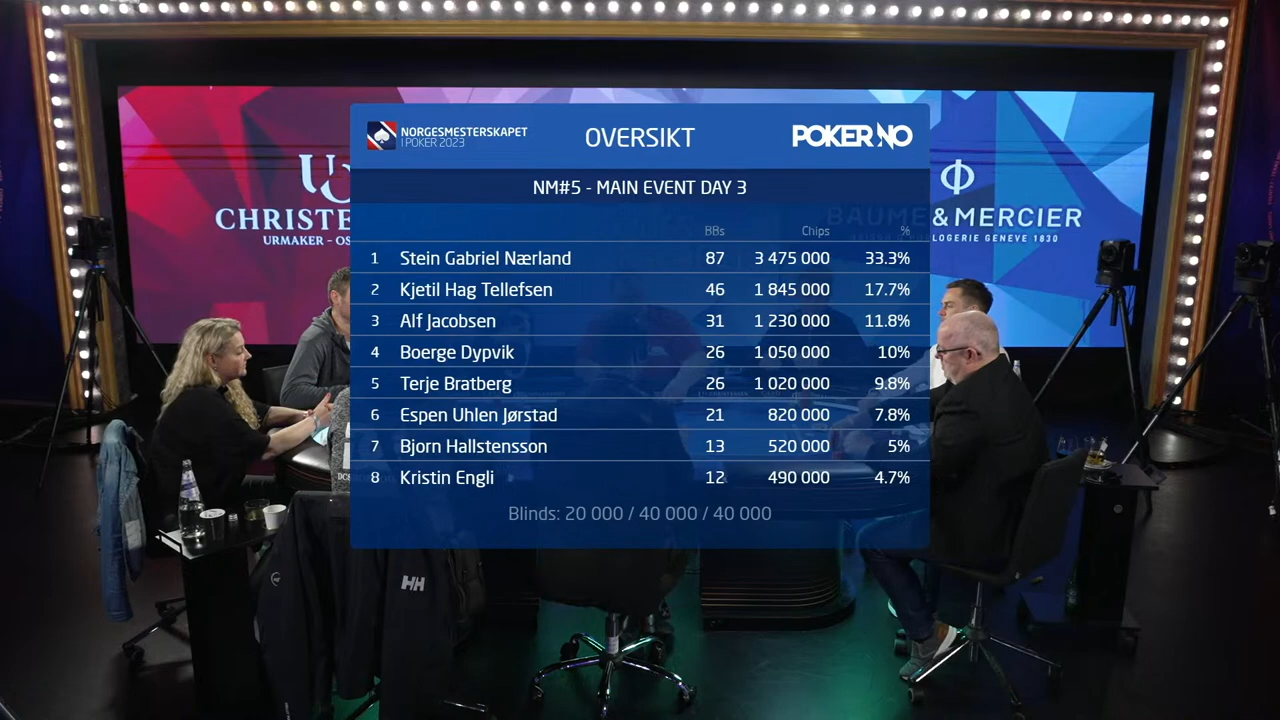 NORGESMESTERSKAPET
I POKER 2023
OVERSIKT
POKER NO
NM#5 - MAIN EVENT DAY 3
BBs Chips %
1 Stein Gabriel Nærland 87 3 475 000 33.3%
2 Kjetil Hag Tellefsen 46 1 845 000 17.7%
3 Alf Jacobsen 31 1 230 000 11.8%
4 Boerge Dypvik 26 1 050 000 10%
5 Terje Bratberg 26 1 020 000 9.8%
6 Espen Uhlen Jørstad 21 820 000 7.8%
7 Bjorn Hallstensson 13 520 000 5%
8 Kristin Engli 12 490 000 4.7%
Blinds: 20 000 / 40 000 / 40 000
UC
CHRISTE
URMAKER - OS
BAUME & MERCIER
GENEVE 1830
HH